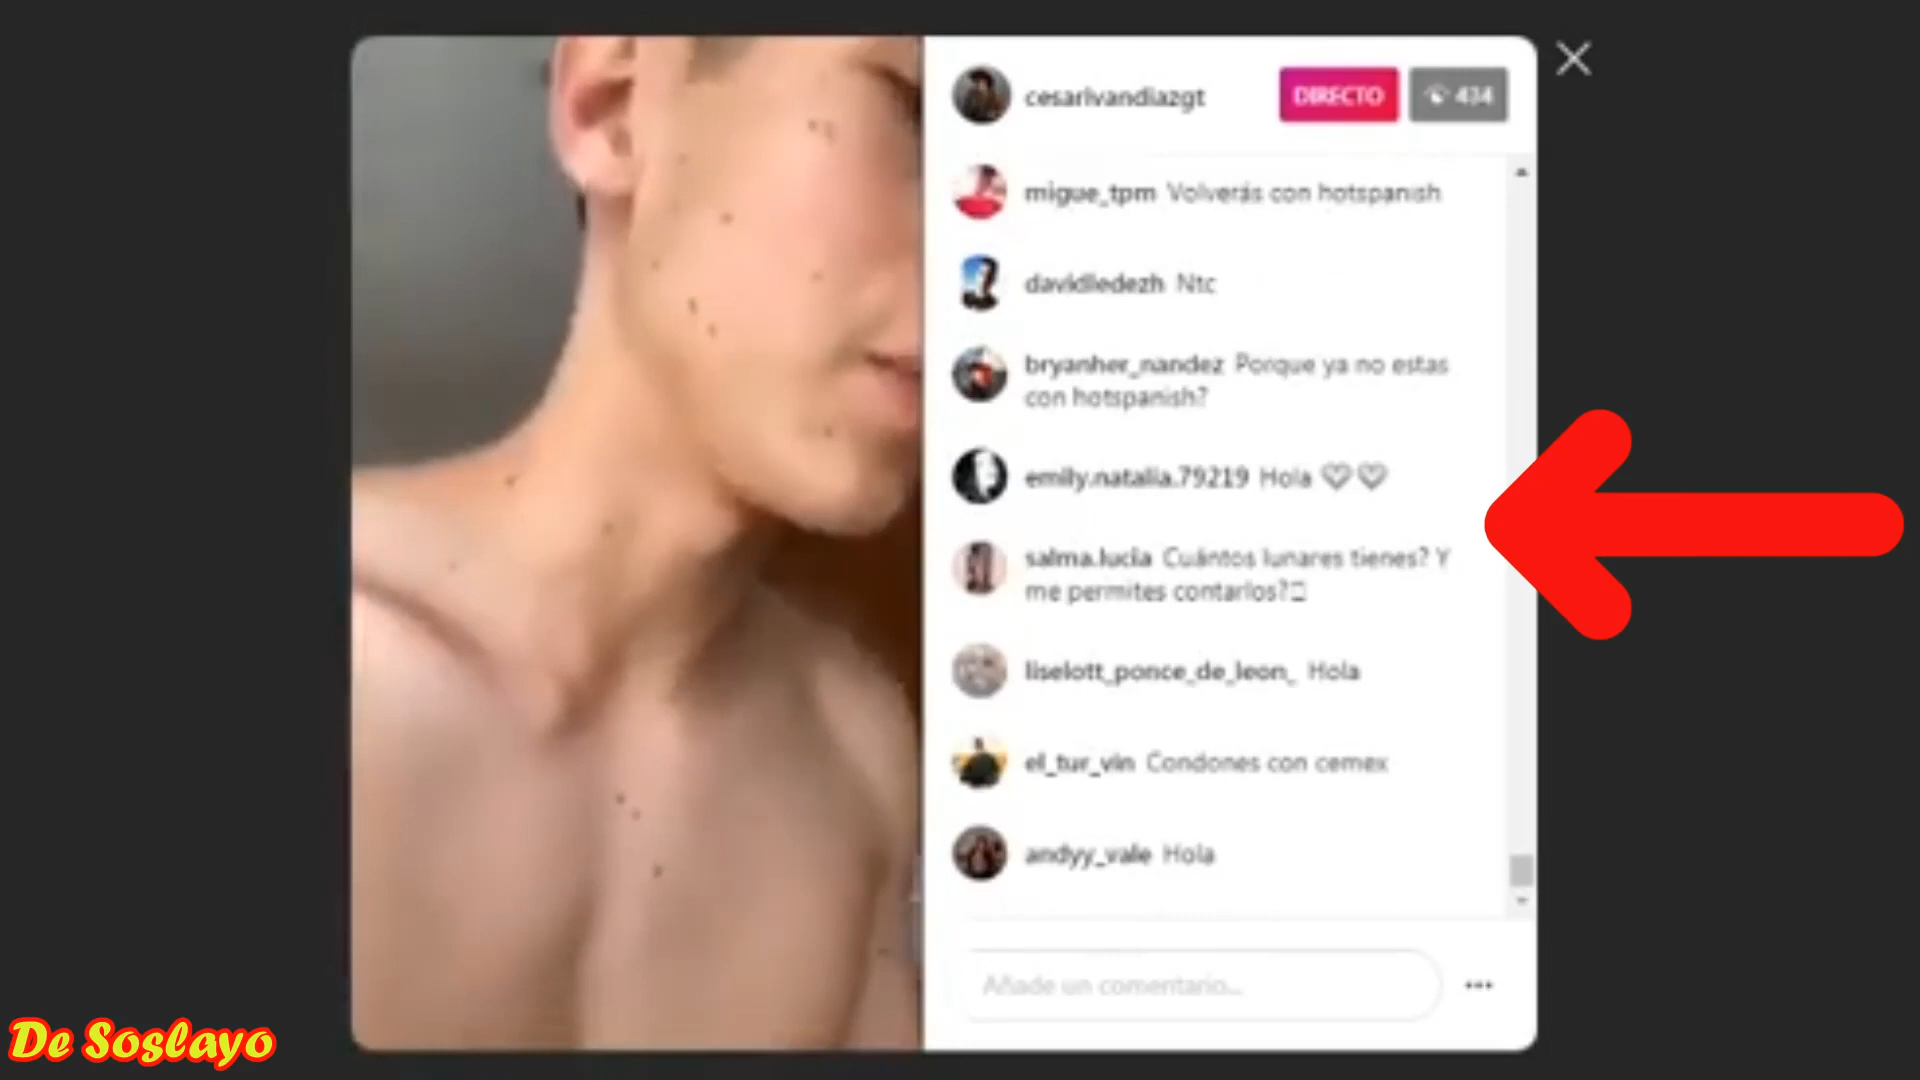 cesarivandiazgt DIRECTO 434
migue_tpm Volverás con hotspanish
davidledezh Ntc
bryanher_nandez Porque ya no estas
con hotspanish?
emily.natalia.79219 Hola ♡♡
salma.lucia Cuántos lunares tienes? Y
me permites contarlos?
liselott_ponce_de_leon_ Hola
el_tur_vin Condones con cemex
andyy_vale Hola
Añade un comentario...
De Soslayo